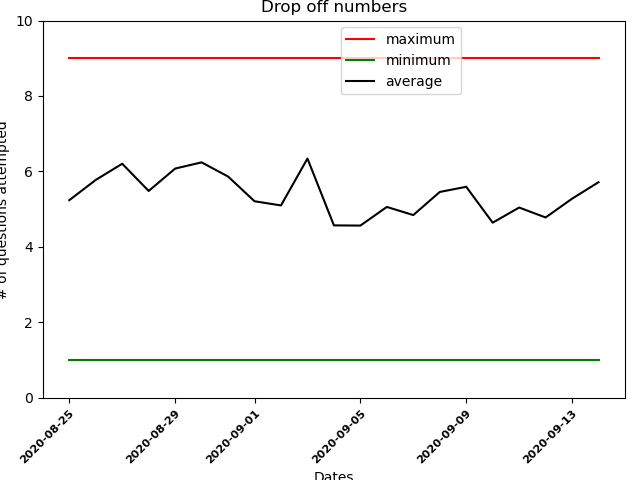 Drop off numbers
# of questions attempted
10
8
6
4
2
0
maximum
minimum
average
2020-08-25
2020-08-29
2020-09-01
2020-09-05
2020-09-09
2020-09-13
Dates